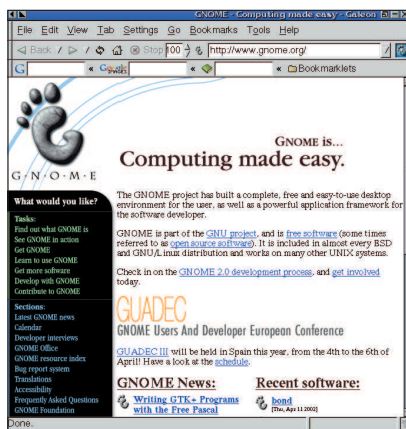 GNOME - Computing made easy - Galeon
File Edit View Tab Settings Go Bookmarks Tools Help
Back Stop 100 http://www.gnome.org/
G « Google « « Bookmarklets
G·N·O·M·E
GNOME IS...
Computing made easy.
What would you like?
Tasks:
Find out what GNOME is
See GNOME in action
Get GNOME
Learn to use GNOME
Get more software
Develop with GNOME
Contribute to GNOME
Sections:
Latest GNOME news
Calendar
Developer interviews
GNOME Office
GNOME resource index
Bug report system
Translations
Accessibility
Frequently Asked Questions
GNOME Foundation
The GNOME project has built a complete, free and easy-to-use desktop
environment for the user, as well as a powerful application framework for
the software developer.
GNOME is part of the GNU project, and is free software (some times
referred to as open source software). It is included in almost every BSD
and GNU/Linux distribution and works on many other UNIX systems.
Check in on the GNOME 2.0 development process, and get involved
today.
GUADEC
GNOME Users And Developer European Conference
GUADEC III will be held in Spain this year, from the 4th to the 6th of
April! Have a look at the schedule.
GNOME News:
Writing GTK+ Programs
with the Free Pascal
Recent software:
bond
[Thu, Apr 11 2002]
Done.